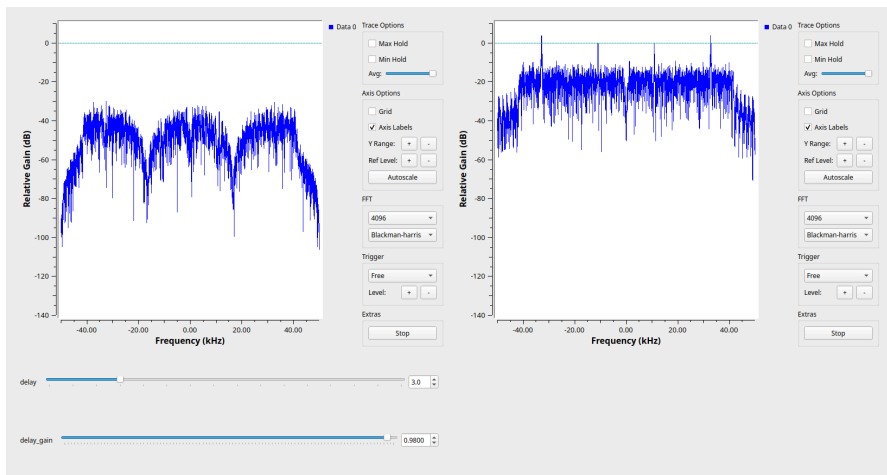 Data 0
Trace Options
Max Hold
Min Hold
Avg:
Axis Options
Grid
Axis Labels
Y Range: + -
Ref Level: + -
Autoscale
FFT
4096
Blackman-harris
Trigger
Free
Level: + -
Extras
Stop
Relative Gain (dB)
0
-20
-40
-60
-80
-100
-120
-140
-40.00 -20.00 0.00 20.00 40.00
Frequency (kHz)
Data 0
Trace Options
Max Hold
Min Hold
Avg:
Axis Options
Grid
Axis Labels
Y Range: + -
Ref Level: + -
Autoscale
FFT
4096
Blackman-harris
Trigger
Free
Level: + -
Extras
Stop
Relative Gain (dB)
0
-20
-40
-60
-80
-100
-120
-140
-40.00 -20.00 0.00 20.00 40.00
Frequency (kHz)
delay 3.0
delay_gain 0.9800